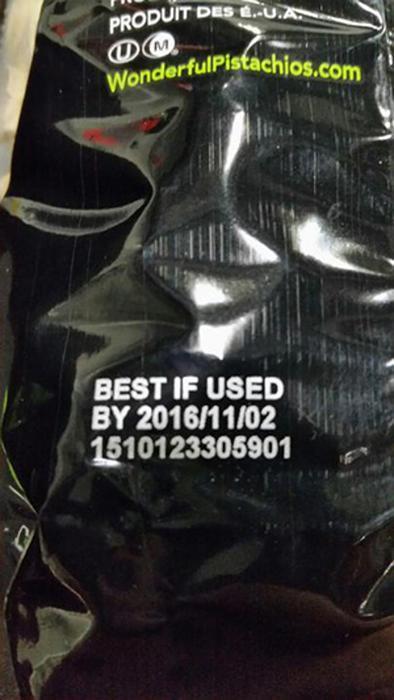 PRODUIT DES É.-U.A.
U M
WonderfulPistachios.com
BEST IF USED
BY 2016/11/02
1510123305901